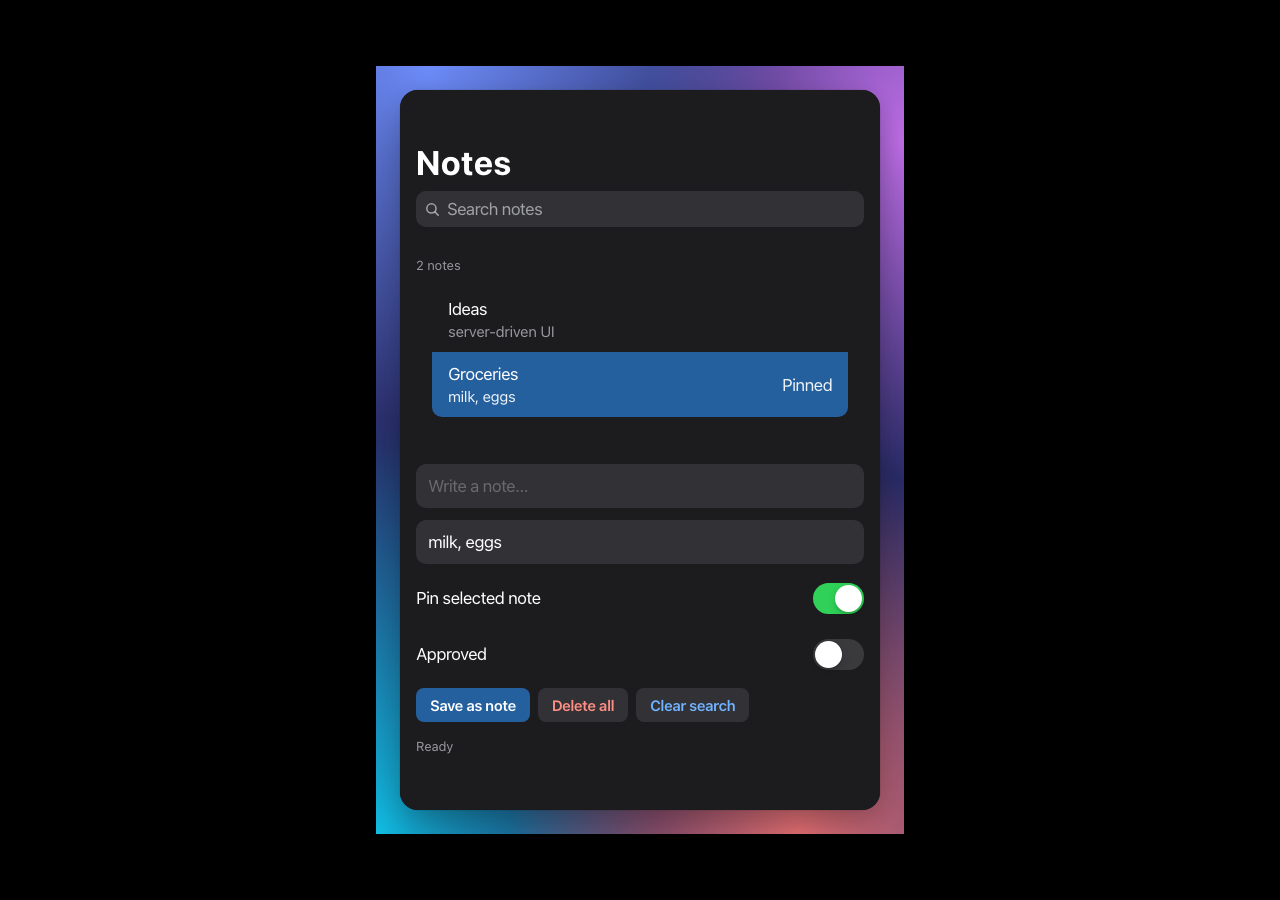 Notes
Search notes
2 notes
Ideas
server-driven UI
Groceries
milk, eggs
Pinned
Write a note...
milk, eggs
Pin selected note
Approved
Save as note
Delete all
Clear search
Ready